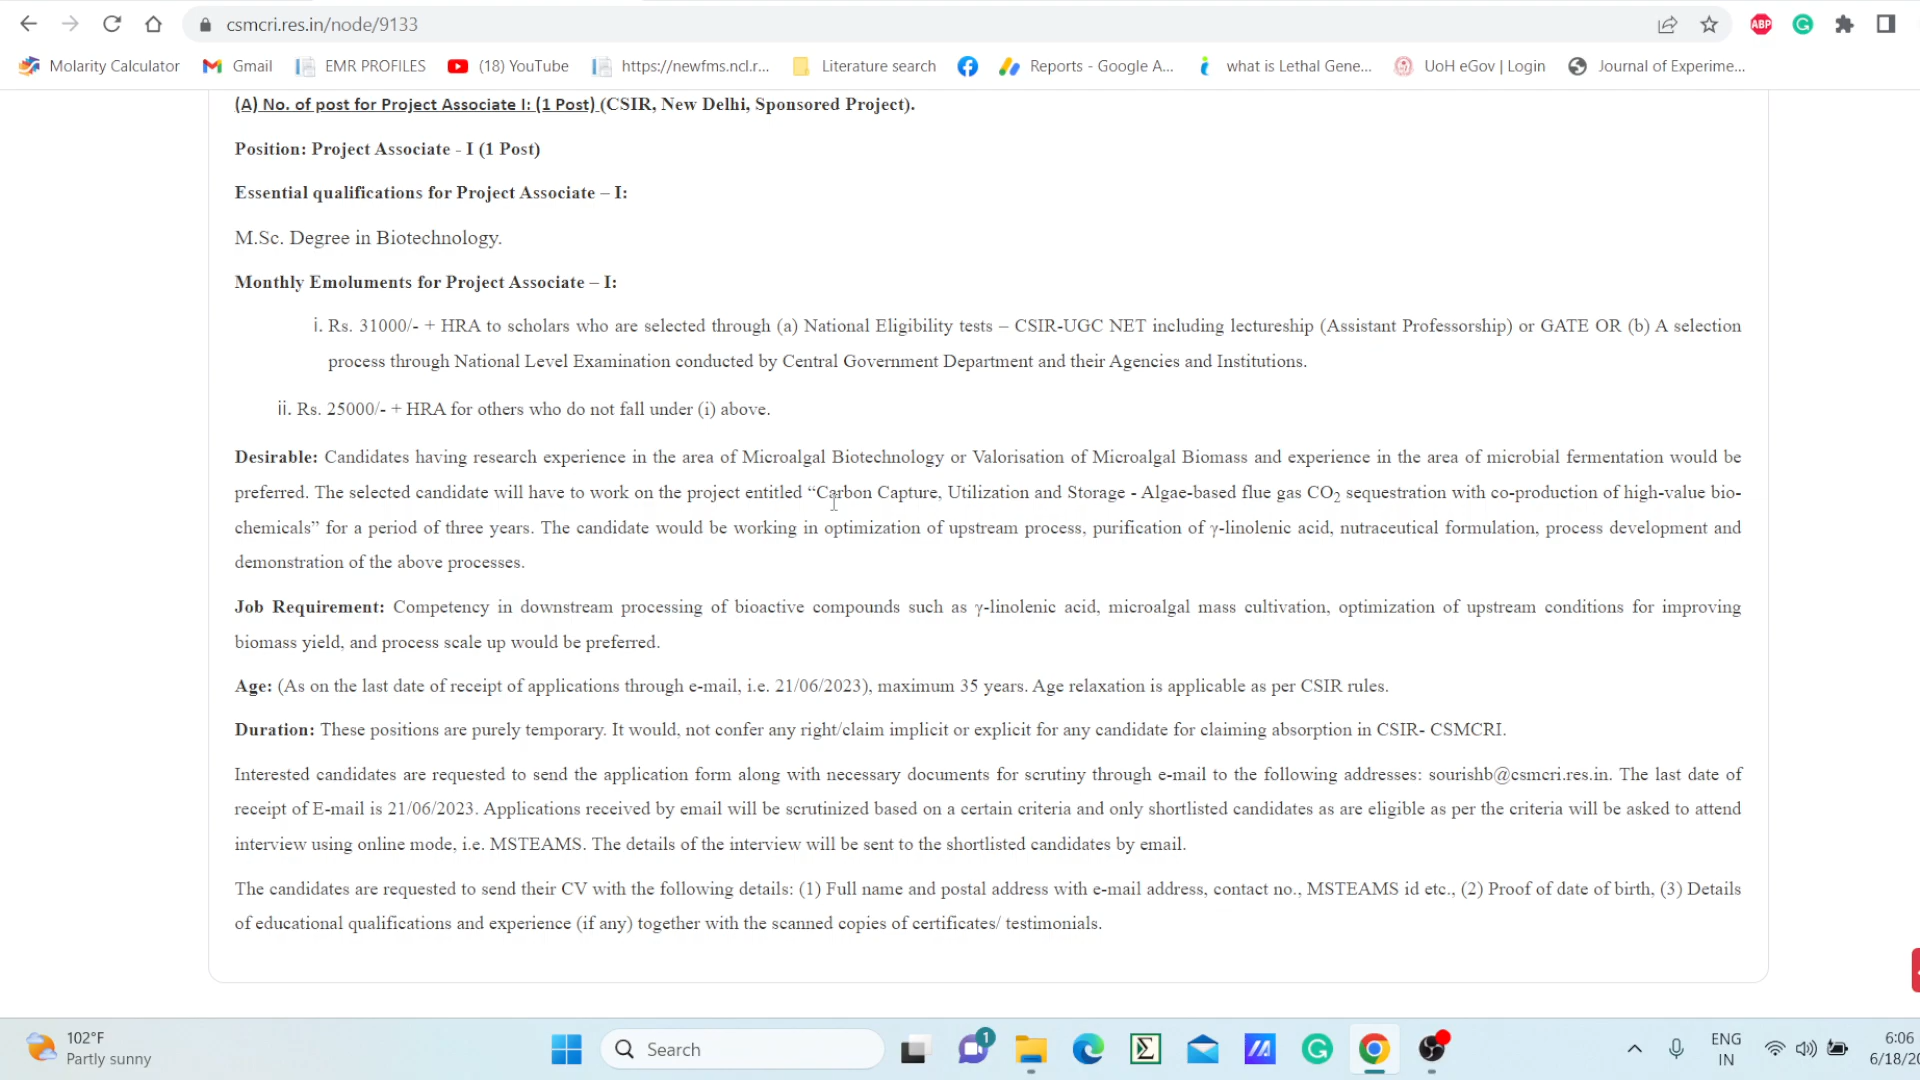 csmcri.res.in/node/9133
ABP
Molarity Calculator
Gmail
EMR PROFILES
(18) YouTube
https://newfms.ncl.r...
Literature search
Reports - Google A...
what is Lethal Gene...
UoH eGov | Login
Journal of Experime...
(A) No. of post for Project Associate I: (1 Post) (CSIR, New Delhi, Sponsored Project).
Position: Project Associate - I (1 Post)
Essential qualifications for Project Associate – I:
M.Sc. Degree in Biotechnology.
Monthly Emoluments for Project Associate – I:
i. Rs. 31000/- + HRA to scholars who are selected through (a) National Eligibility tests – CSIR-UGC NET including lectureship (Assistant Professorship) or GATE OR (b) A selection
process through National Level Examination conducted by Central Government Department and their Agencies and Institutions.
ii. Rs. 25000/- + HRA for others who do not fall under (i) above.
Desirable: Candidates having research experience in the area of Microalgal Biotechnology or Valorisation of Microalgal Biomass and experience in the area of microbial fermentation would be
preferred. The selected candidate will have to work on the project entitled “Carbon Capture, Utilization and Storage - Algae-based flue gas CO₂ sequestration with co-production of high-value bio-
chemicals” for a period of three years. The candidate would be working in optimization of upstream process, purification of γ-linolenic acid, nutraceutical formulation, process development and
demonstration of the above processes.
Job Requirement: Competency in downstream processing of bioactive compounds such as γ-linolenic acid, microalgal mass cultivation, optimization of upstream conditions for improving
biomass yield, and process scale up would be preferred.
Age: (As on the last date of receipt of applications through e-mail, i.e. 21/06/2023), maximum 35 years. Age relaxation is applicable as per CSIR rules.
Duration: These positions are purely temporary. It would, not confer any right/claim implicit or explicit for any candidate for claiming absorption in CSIR- CSMCRI.
Interested candidates are requested to send the application form along with necessary documents for scrutiny through e-mail to the following addresses: sourishb@csmcri.res.in. The last date of
receipt of E-mail is 21/06/2023. Applications received by email will be scrutinized based on a certain criteria and only shortlisted candidates as are eligible as per the criteria will be asked to attend
interview using online mode, i.e. MSTEAMS. The details of the interview will be sent to the shortlisted candidates by email.
The candidates are requested to send their CV with the following details: (1) Full name and postal address with e-mail address, contact no., MSTEAMS id etc., (2) Proof of date of birth, (3) Details
of educational qualifications and experience (if any) together with the scanned copies of certificates/ testimonials.
102°F
Partly sunny
Search
1
ENG
IN
6:06
6/18/20